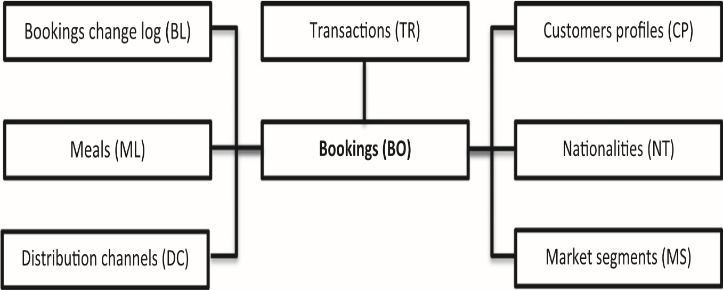 Bookings change log (BL)
Transactions (TR)
Customers profiles (CP)
Meals (ML)
Bookings (BO)
Nationalities (NT)
Distribution channels (DC)
Market segments (MS)